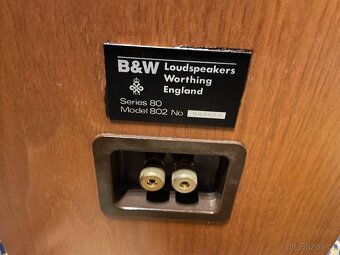 B&W Loudspeakers
Worthing
England
Series 80
Model 802 No